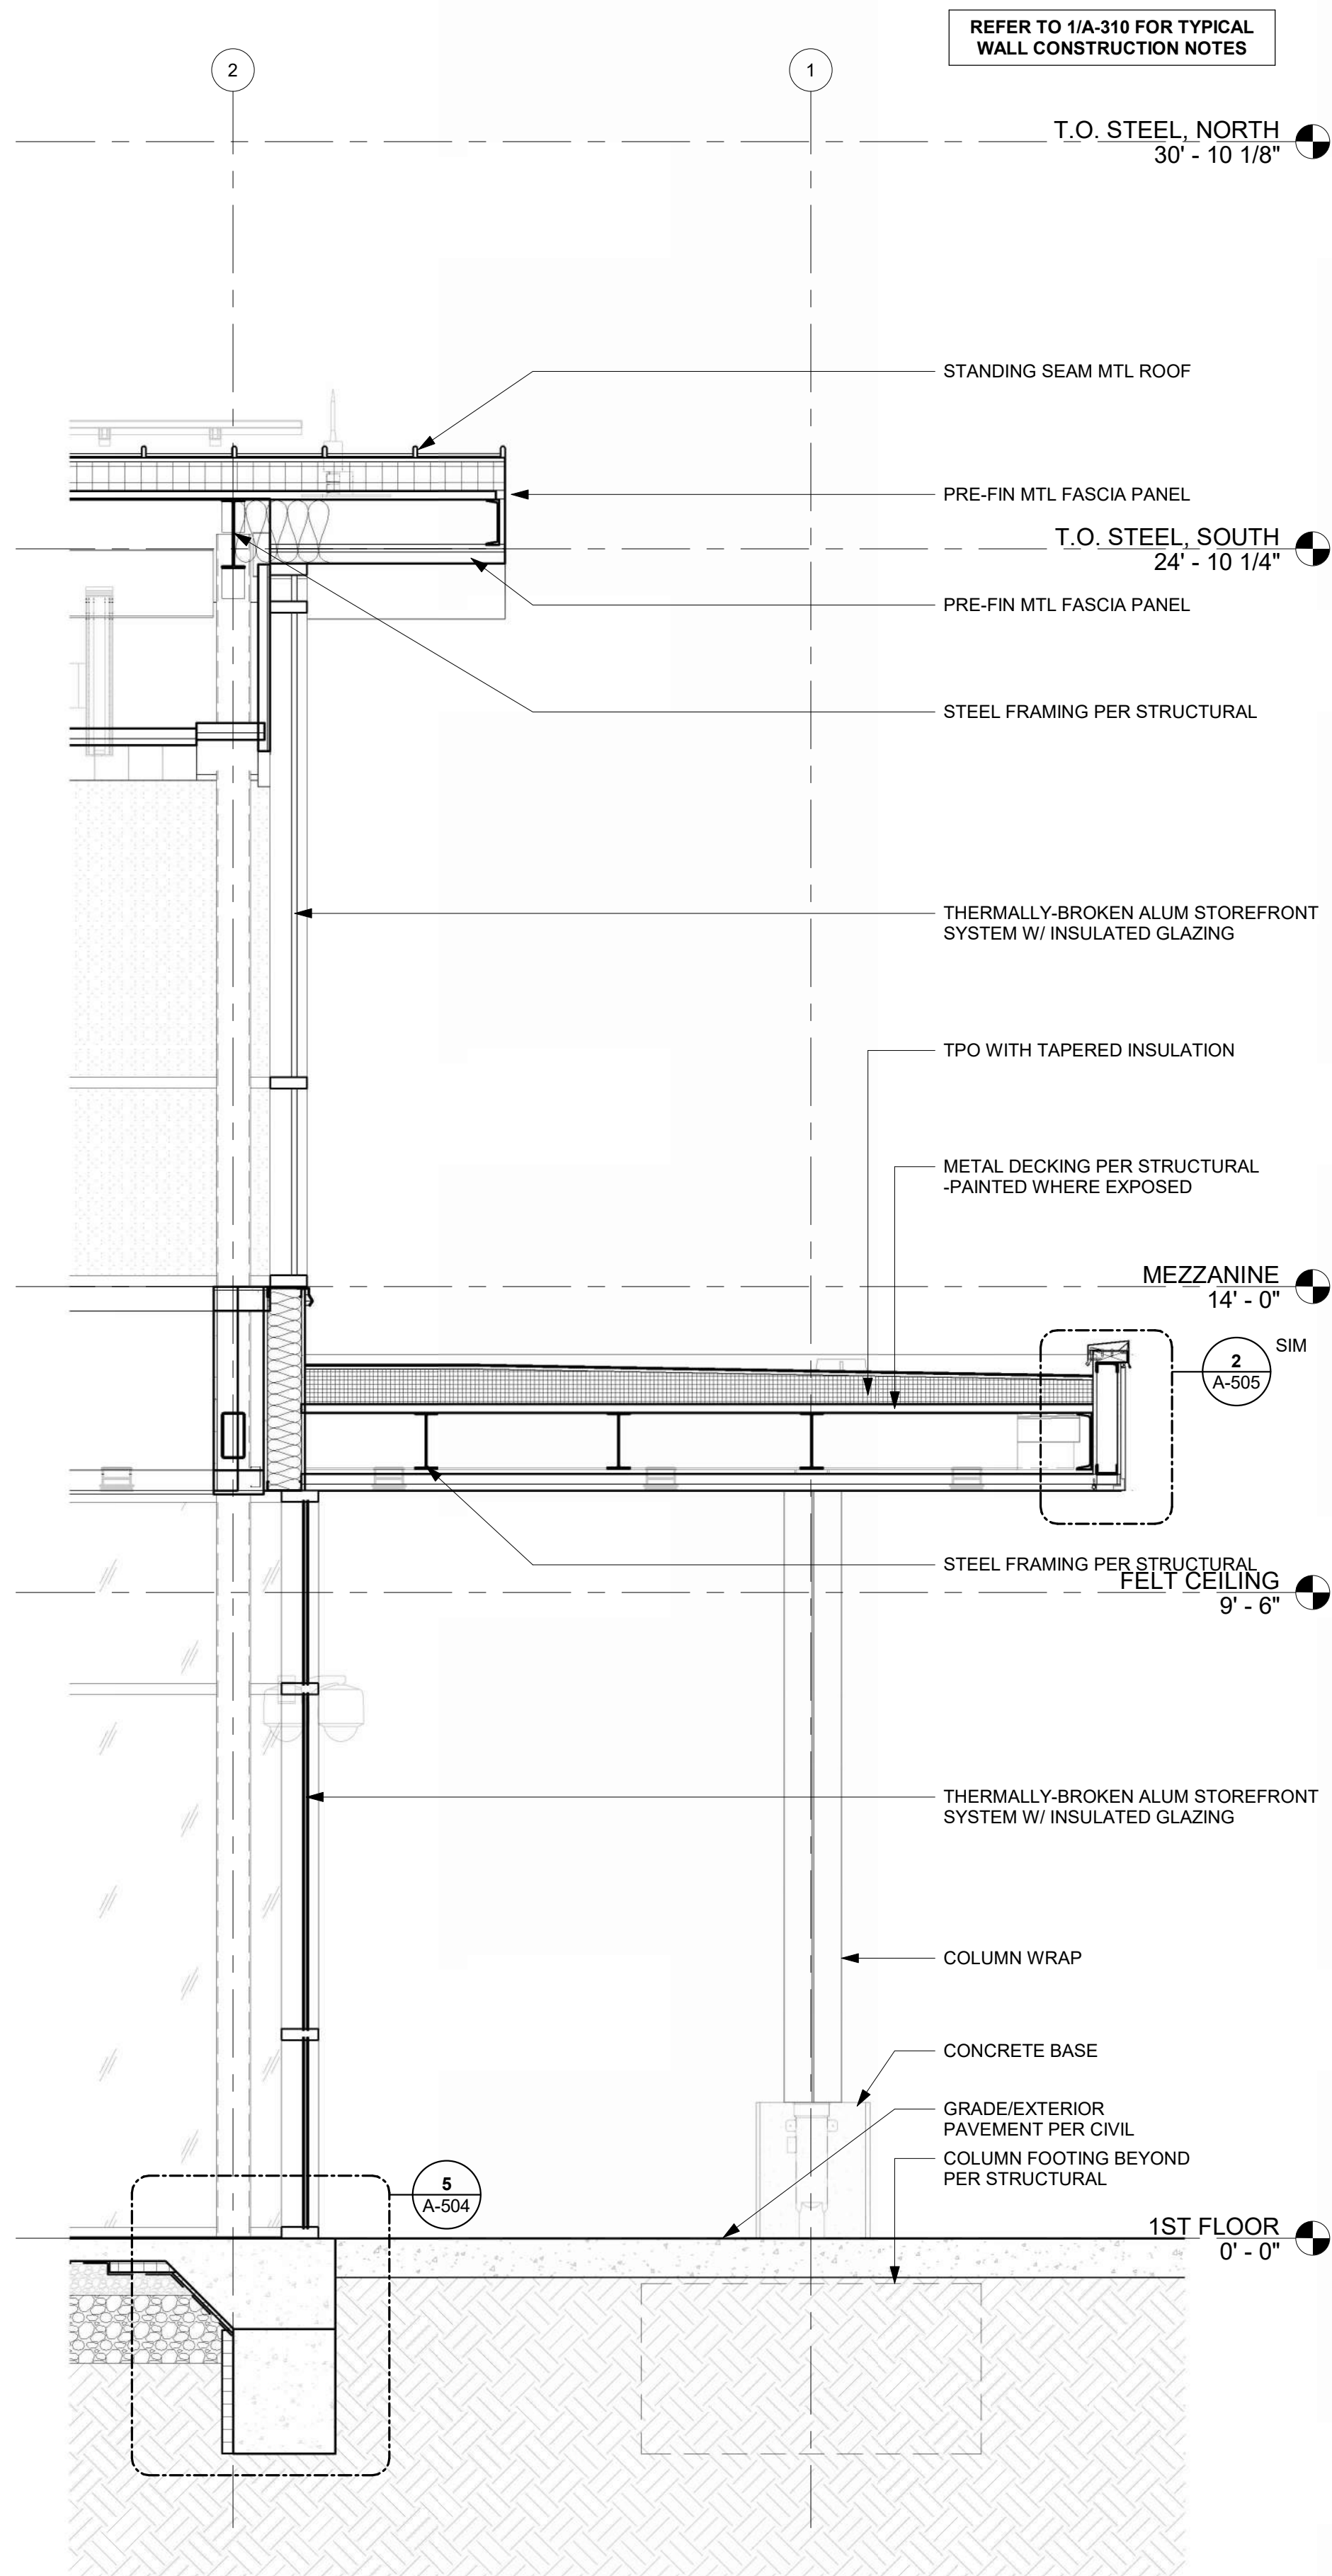 REFER TO 1/A-310 FOR TYPICAL
WALL CONSTRUCTION NOTES
2
1
T.O. STEEL, NORTH
30' - 10 1/8"
STANDING SEAM MTL ROOF
PRE-FIN MTL FASCIA PANEL
T.O. STEEL, SOUTH
24' - 10 1/4"
PRE-FIN MTL FASCIA PANEL
STEEL FRAMING PER STRUCTURAL
THERMALLY-BROKEN ALUM STOREFRONT
SYSTEM W/ INSULATED GLAZING
TPO WITH TAPERED INSULATION
METAL DECKING PER STRUCTURAL
-PAINTED WHERE EXPOSED
MEZZANINE
14' - 0"
SIM
2
A-505
STEEL FRAMING PER STRUCTURAL
FELT CEILING
9' - 6"
THERMALLY-BROKEN ALUM STOREFRONT
SYSTEM W/ INSULATED GLAZING
COLUMN WRAP
CONCRETE BASE
GRADE/EXTERIOR
PAVEMENT PER CIVIL
COLUMN FOOTING BEYOND
PER STRUCTURAL
5
A-504
1ST FLOOR
0' - 0"